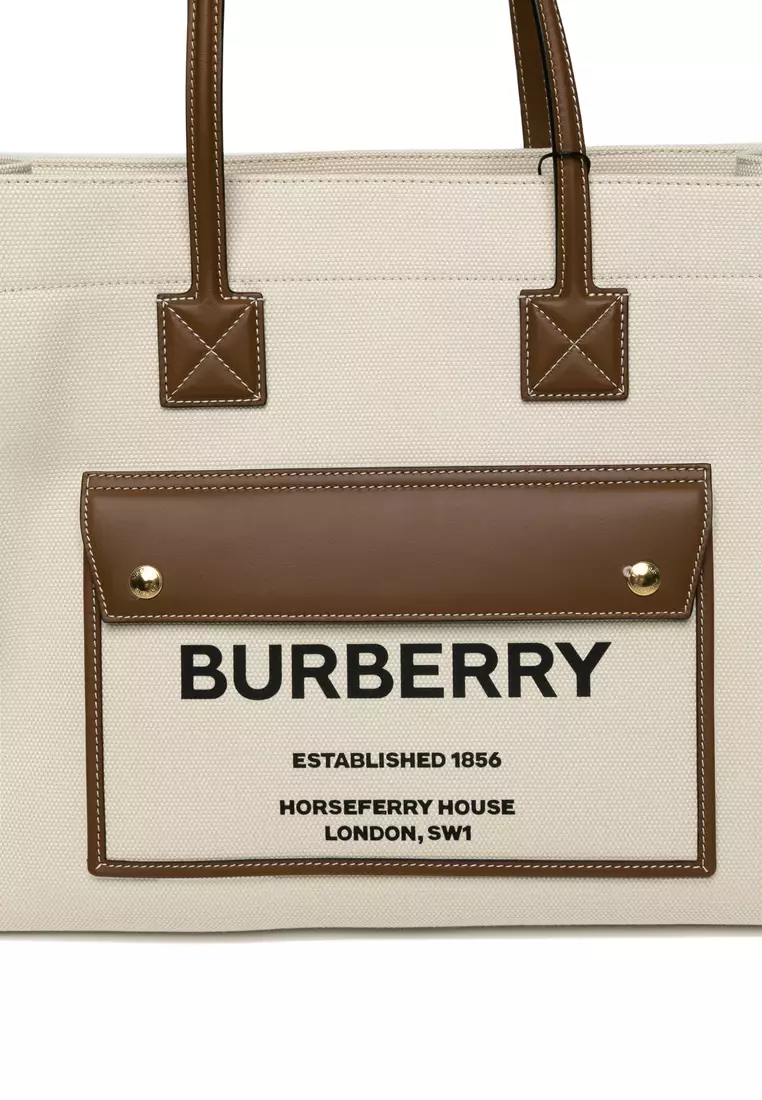 BURBERRY
ESTABLISHED 1856
HORSEFERRY HOUSE
LONDON, SW1